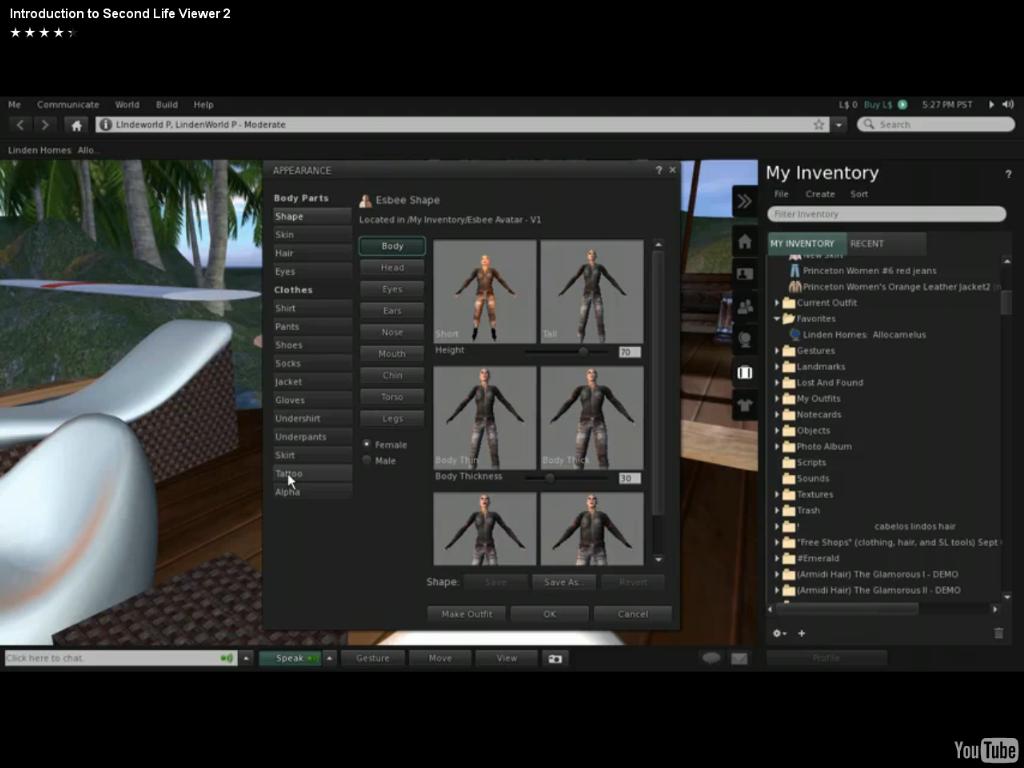 Introduction to Second Life Viewer 2
Me Communicate World Build Help L$ 0 Buy L$ 5:27 PM PST
LIndeworld P, LindenWorld P - Moderate Search
Linden Homes: Allo...
APPEARANCE ? ×
Body Parts
Shape
Skin
Hair
Eyes
Clothes
Shirt
Pants
Shoes
Socks
Jacket
Gloves
Undershirt
Underpants
Skirt
Tattoo
Alpha
Esbee Shape
Located in /My Inventory/Esbee Avatar - V1
Body
Head
Eyes
Ears
Nose
Mouth
Chin
Torso
Legs
Female
Male
Short Tall
Height 70
Body Thin Body Thick
Body Thickness 30
Shape: Save Save As... Revert
Make Outfit OK Cancel
My Inventory ?
File Create Sort
Filter Inventory
MY INVENTORY RECENT
New Skin
Princeton Women #6 red jeans
Princeton Women's Orange Leather Jacket2
Current Outfit
Favorites
Linden Homes: Allocamelus
Gestures
Landmarks
Lost And Found
My Outfits
Notecards
Objects
Photo Album
Scripts
Sounds
Textures
Trash
! cabelos lindos hair
"Free Shops" (clothing, hair, and SL tools) Sept
#Emerald
(Armidi Hair) The Glamorous I - DEMO
(Armidi Hair) The Glamorous II - DEMO
Profile
Click here to chat. Speak Gesture Move View
YouTube